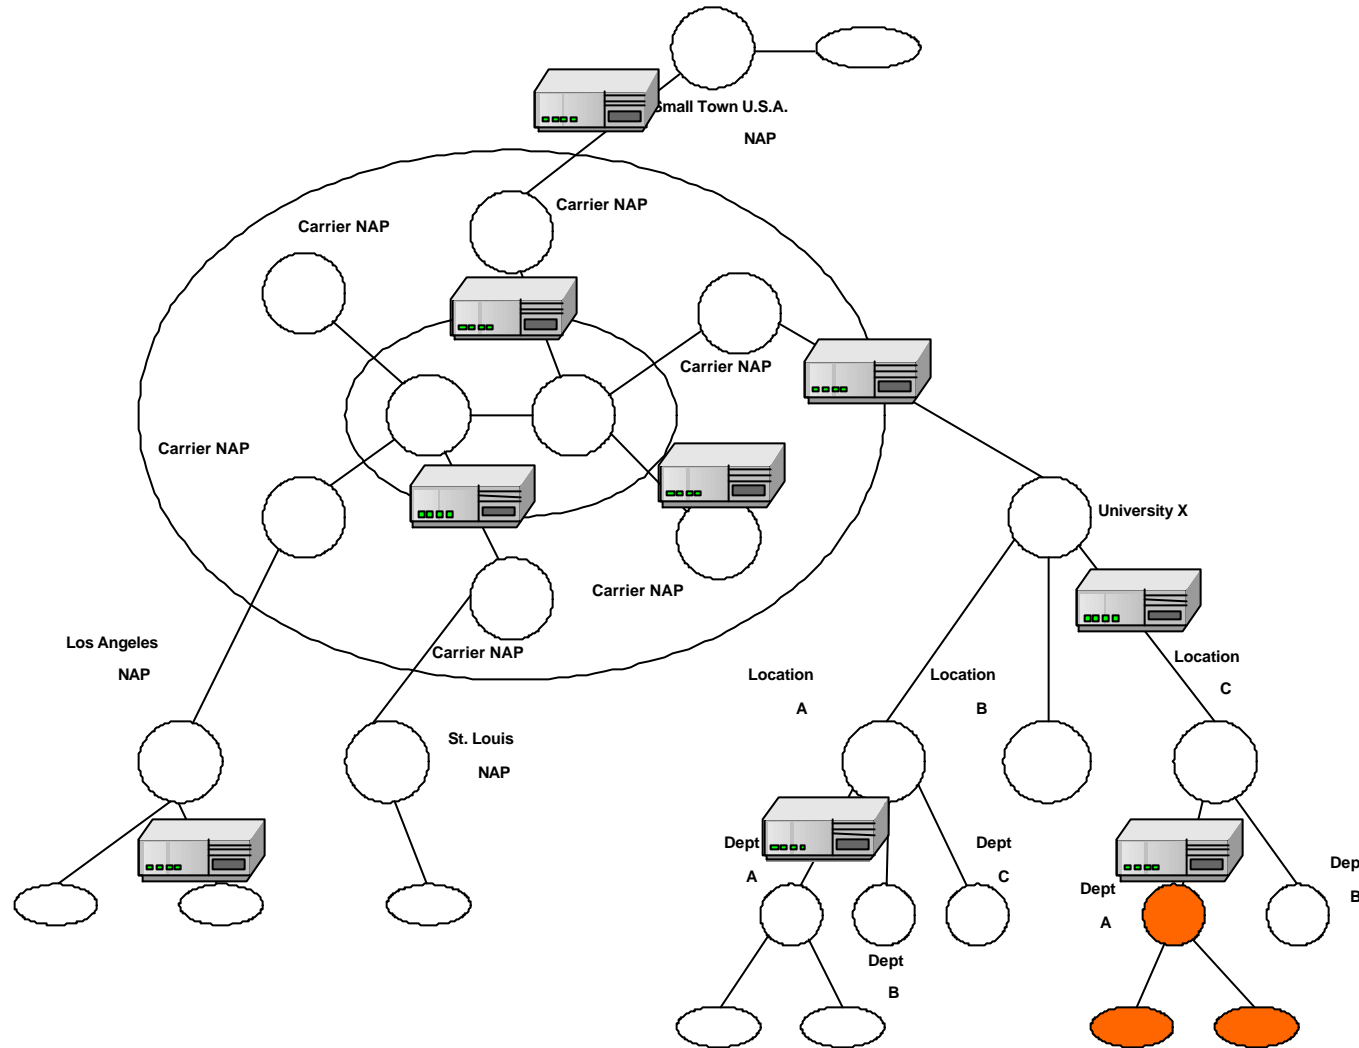 Small Town U.S.A.
NAP
Carrier NAP
Carrier NAP
Carrier NAP
Carrier NAP
University X
Carrier NAP
Los Angeles
NAP
Carrier NAP
Location
A
Location
B
Location
C
St. Louis
NAP
Dept
A
Dept
C
Dept
B
Dept
A
Dept
B